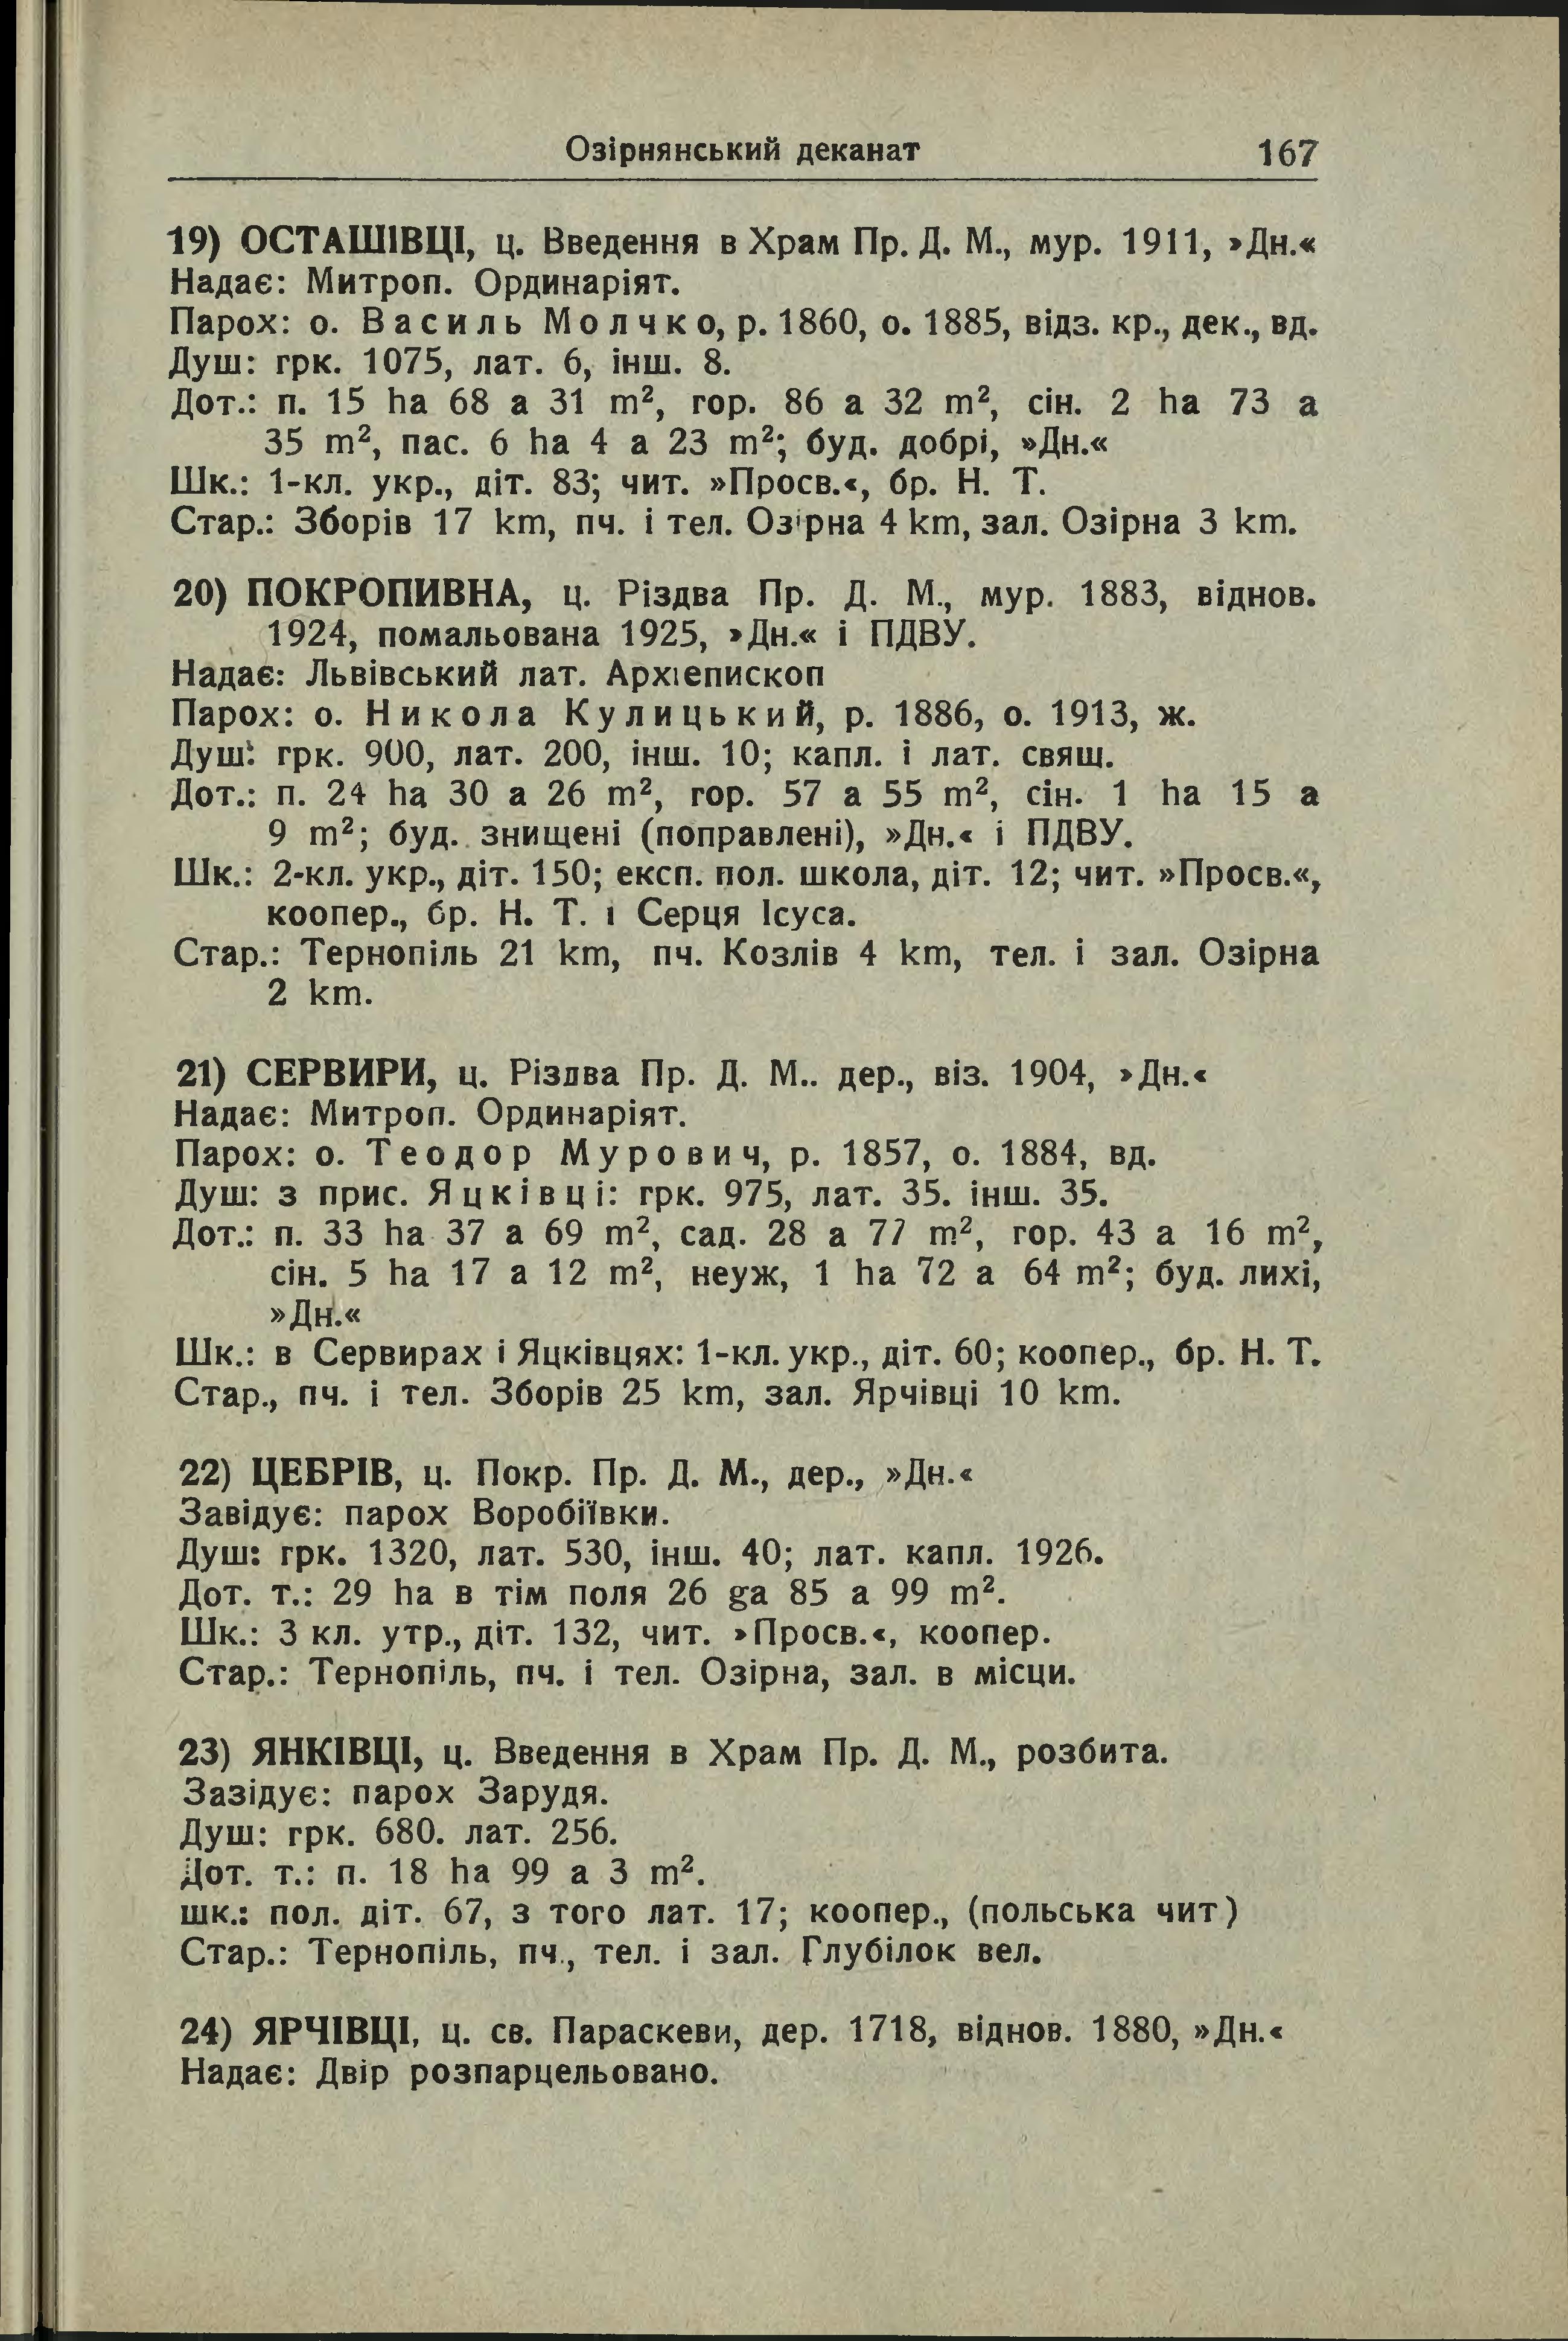 Озірнянський деканат 167
19) ОСТАШІВЦІ, ц. Введення в Храм Пр. Д. М., мур. 1911, »Дн.«
Надає: Митроп. Ординаріят.
Парох: о. Василь Молчко, р. 1860, о. 1885, відз. кр., дек., вд.
Душ: грк. 1075, лат. 6, інш. 8.
Дот.: п. 15 ha 68 a 31 m², гор. 86 a 32 m², сін. 2 ha 73 a
35 m², пас. 6 ha 4 a 23 m²; буд. добрі, »Дн.«
Шк.: 1-кл. укр., діт. 83; чит. »Просв.«, бр. Н. Т.
Стар.: Зборів 17 km, пч. і тел. Озірна 4 km, зал. Озірна 3 km.
20) ПОКРОПИВНА, ц. Різдва Пр. Д. М., мур. 1883, віднов.
1924, помальована 1925, »Дн.« і ПДВУ.
Надає: Львівський лат. Архіепископ
Парох: о. Никола Кулицький, р. 1886, о. 1913, ж.
Душ: грк. 900, лат. 200, інш. 10; капл. і лат. свящ.
Дот.: п. 24 ha 30 a 26 m², гор. 57 a 55 m², сін. 1 ha 15 a
9 m²; буд. знищені (поправлені), »Дн.« і ПДВУ.
Шк.: 2-кл. укр., діт. 150; експ. пол. школа, діт. 12; чит. »Просв.«,
коопер., бр. Н. Т. і Серця Ісуса.
Стар.: Тернопіль 21 km, пч. Козлів 4 km, тел. і зал. Озірна
2 km.
21) СЕРВИРИ, ц. Різдва Пр. Д. М.. дер., віз. 1904, »Дн.«
Надає: Митроп. Ординаріят.
Парох: о. Теодор Мурович, р. 1857, о. 1884, вд.
Душ: з прис. Яцківці: грк. 975, лат. 35. інш. 35.
Дот.: п. 33 ha 37 a 69 m², сад. 28 a 77 m², гор. 43 a 16 m²,
сін. 5 ha 17 a 12 m², неуж, 1 ha 72 a 64 m²; буд. лихі,
»Дн.«
Шк.: в Сервирах і Яцківцях: 1-кл. укр., діт. 60; коопер., бр. Н. Т.
Стар., пч. і тел. Зборів 25 km, зал. Ярчівці 10 km.
22) ЦЕБРІВ, ц. Покр. Пр. Д. М., дер., »Дн.«
Завідує: парох Воробіївки.
Душ: грк. 1320, лат. 530, інш. 40; лат. капл. 1926.
Дот. т.: 29 ha в тім поля 26 ga 85 a 99 m².
Шк.: 3 кл. утр., діт. 132, чит. »Просв.«, коопер.
Стар.: Тернопіль, пч. і тел. Озірна, зал. в місци.
23) ЯНКІВЦІ, ц. Введення в Храм Пр. Д. М., розбита.
Зазідує: парох Зарудя.
Душ: грк. 680. лат. 256.
Дот. т.: п. 18 ha 99 a 3 m².
шк.: пол. діт. 67, з того лат. 17; коопер., (польська чит)
Стар.: Тернопіль, пч., тел. і зал. Глубілок вел.
24) ЯРЧІВЦІ, ц. св. Параскеви, дер. 1718, віднов. 1880, »Дн.«
Надає: Двір розпарцельовано.